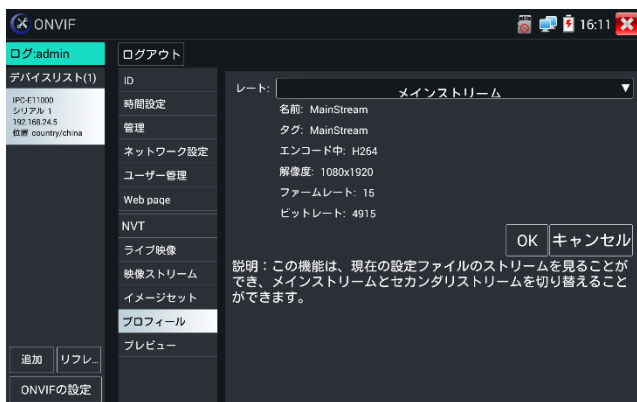 ONVIF
16:11
ログ:admin
ログアウト
デバイスリスト(1)
IPC-E11000
シリアル 1
192.168.24.5
位置 country/china
追加
リフレ...
ONVIFの設定
ID
時間設定
管理
ネットワーク設定
ユーザー管理
Web page
NVT
ライブ映像
映像ストリーム
イメージセット
プロフィール
プレビュー
レート: メインストリーム
名前: MainStream
タグ: MainStream
エンコード中: H264
解像度: 1080x1920
ファームレート: 15
ビットレート: 4915
OK
キャンセル
説明：この機能は、現在の設定ファイルのストリームを見ることが
でき、メインストリームとセカンダリストリームを切り替えること
ができます。